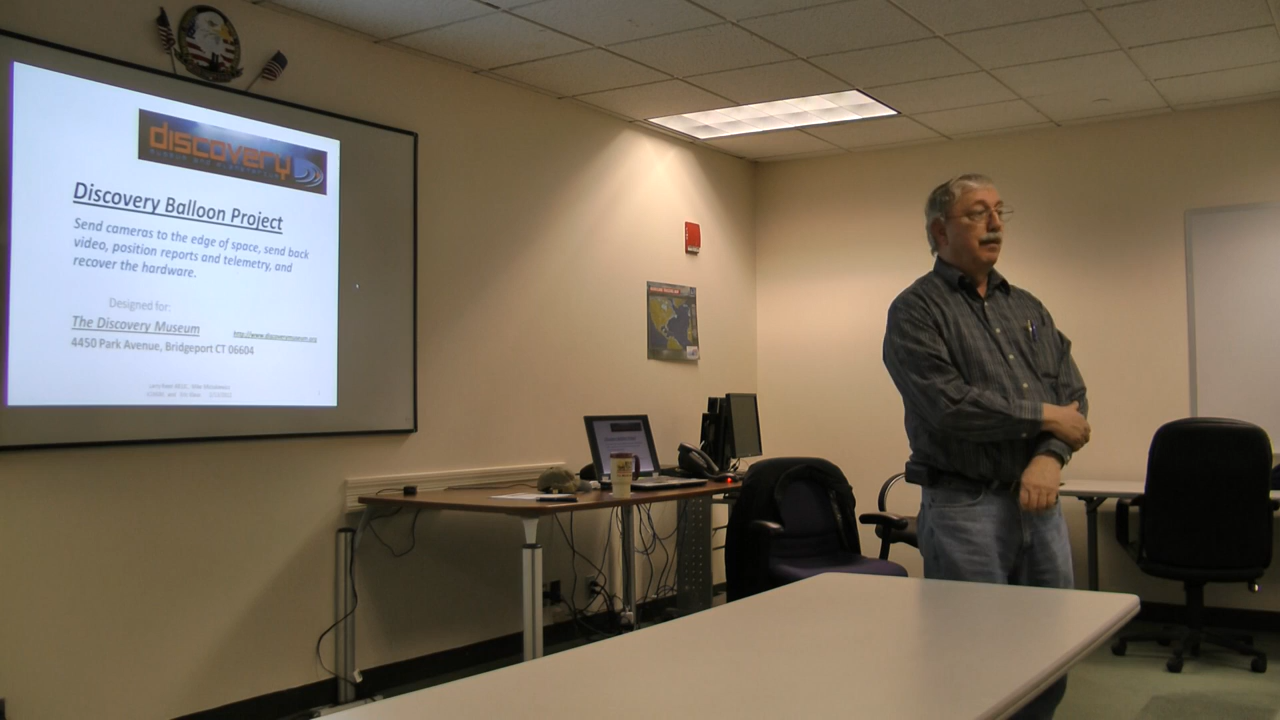 discovery
Discovery Balloon Project
Send cameras to the edge of space, send back
video, position reports and telemetry, and
recover the hardware.
Designed for:
The Discovery Museum
http://www.discoverymuseum.org
4450 Park Avenue, Bridgeport CT 06604